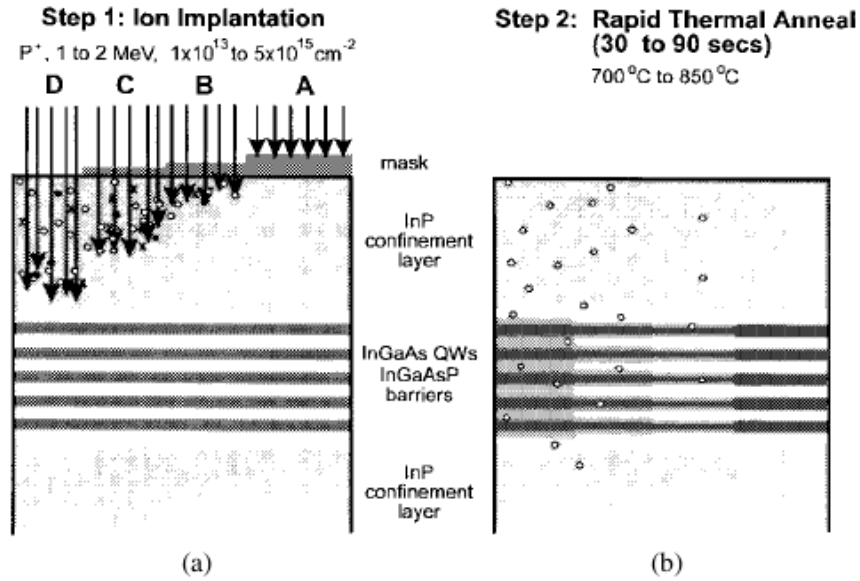 Step 1: Ion Implantation
P⁺, 1 to 2 MeV, 1x10¹³ to 5x10¹⁵cm⁻²
D C B A
Step 2: Rapid Thermal Anneal
(30 to 90 secs)
700 °C to 850 °C
mask
InP
confinement
layer
InGaAs QWs
InGaAsP
barriers
InP
confinement
layer
(a)
(b)